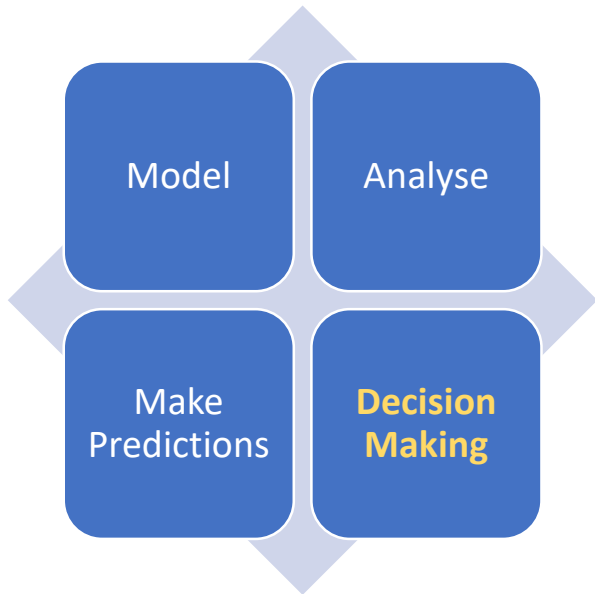 Model
Analyse
Make
Predictions
Decision
Making